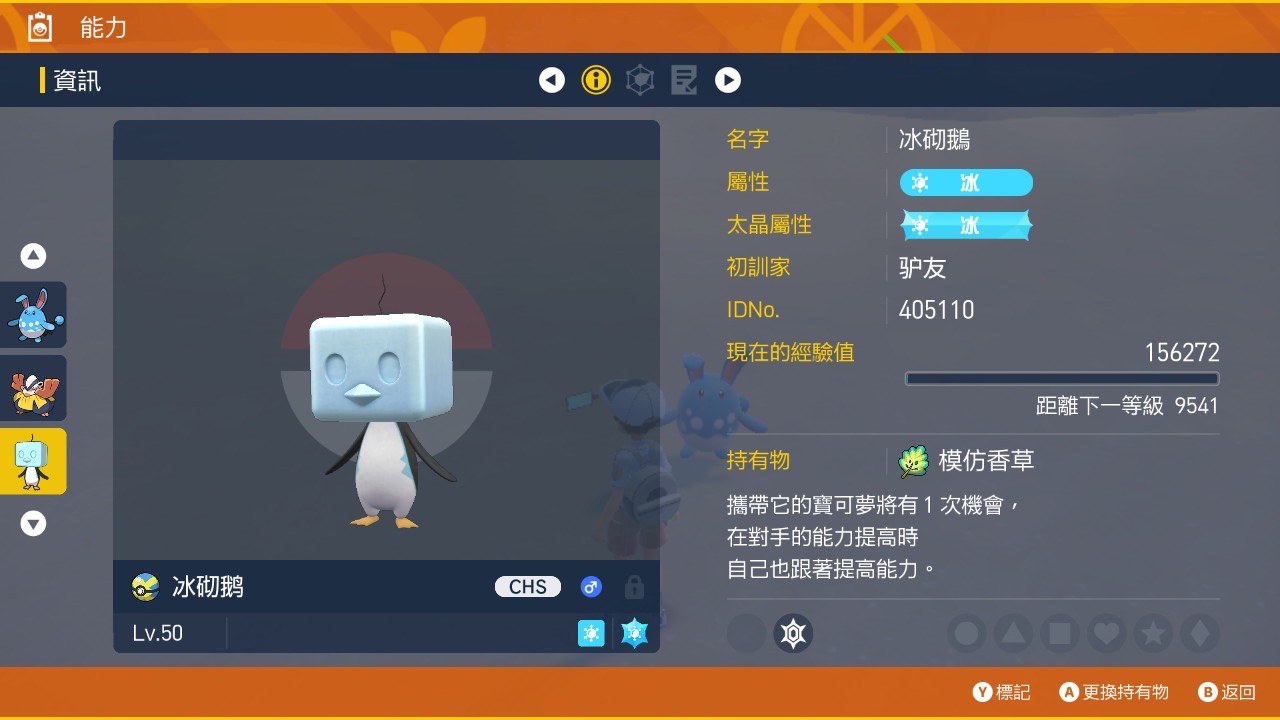 能力
資訊
名字 冰砌鵝
屬性 冰
太晶屬性 冰
初訓家 驴友
IDNo. 405110
現在的經驗值 156272
距離下一等級 9541
持有物 模仿香草
攜帶它的寶可夢將有1次機會，
在對手的能力提高時
自己也跟著提高能力。
冰砌鹅 CHS ♂
Lv.50
Y 標記 A 更換持有物 B 返回